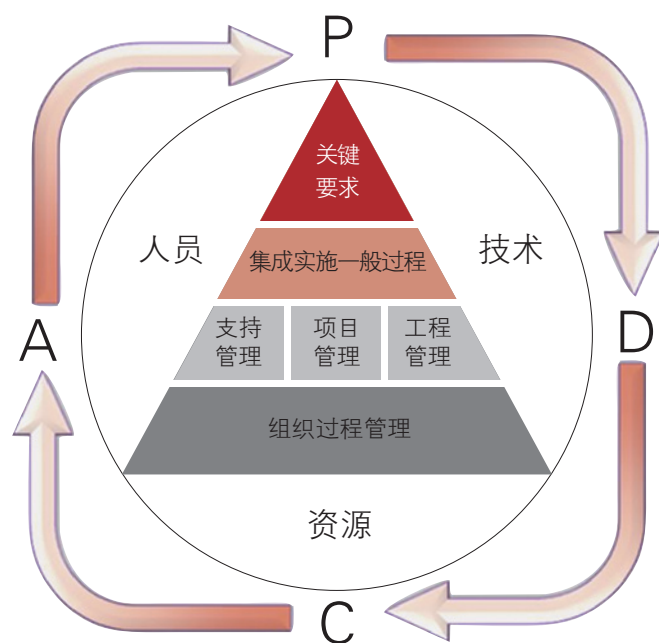 P
关键
要求
人员
技术
集成实施一般过程
支持
管理
项目
管理
工程
管理
A
D
组织过程管理
资源
C